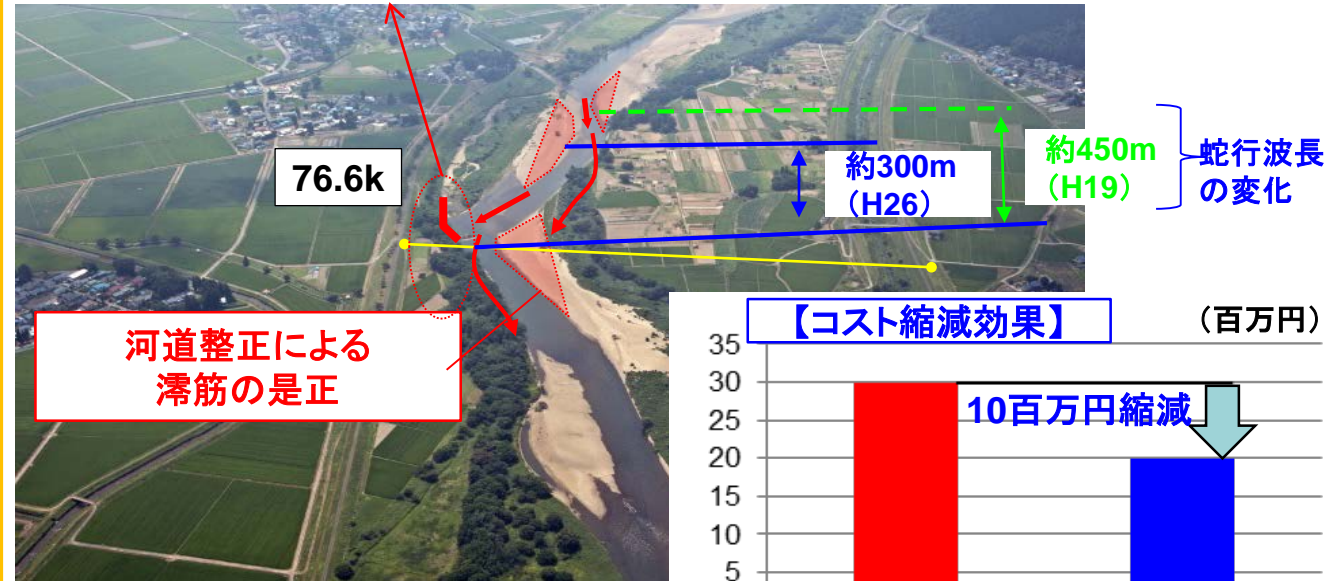 76.6k
約300m
（H26）
約450m
（H19）
蛇行波長
の変化
河道整正による
澪筋の是正
【コスト縮減効果】
（百万円）
35
30
25
20
15
10
5
10百万円縮減